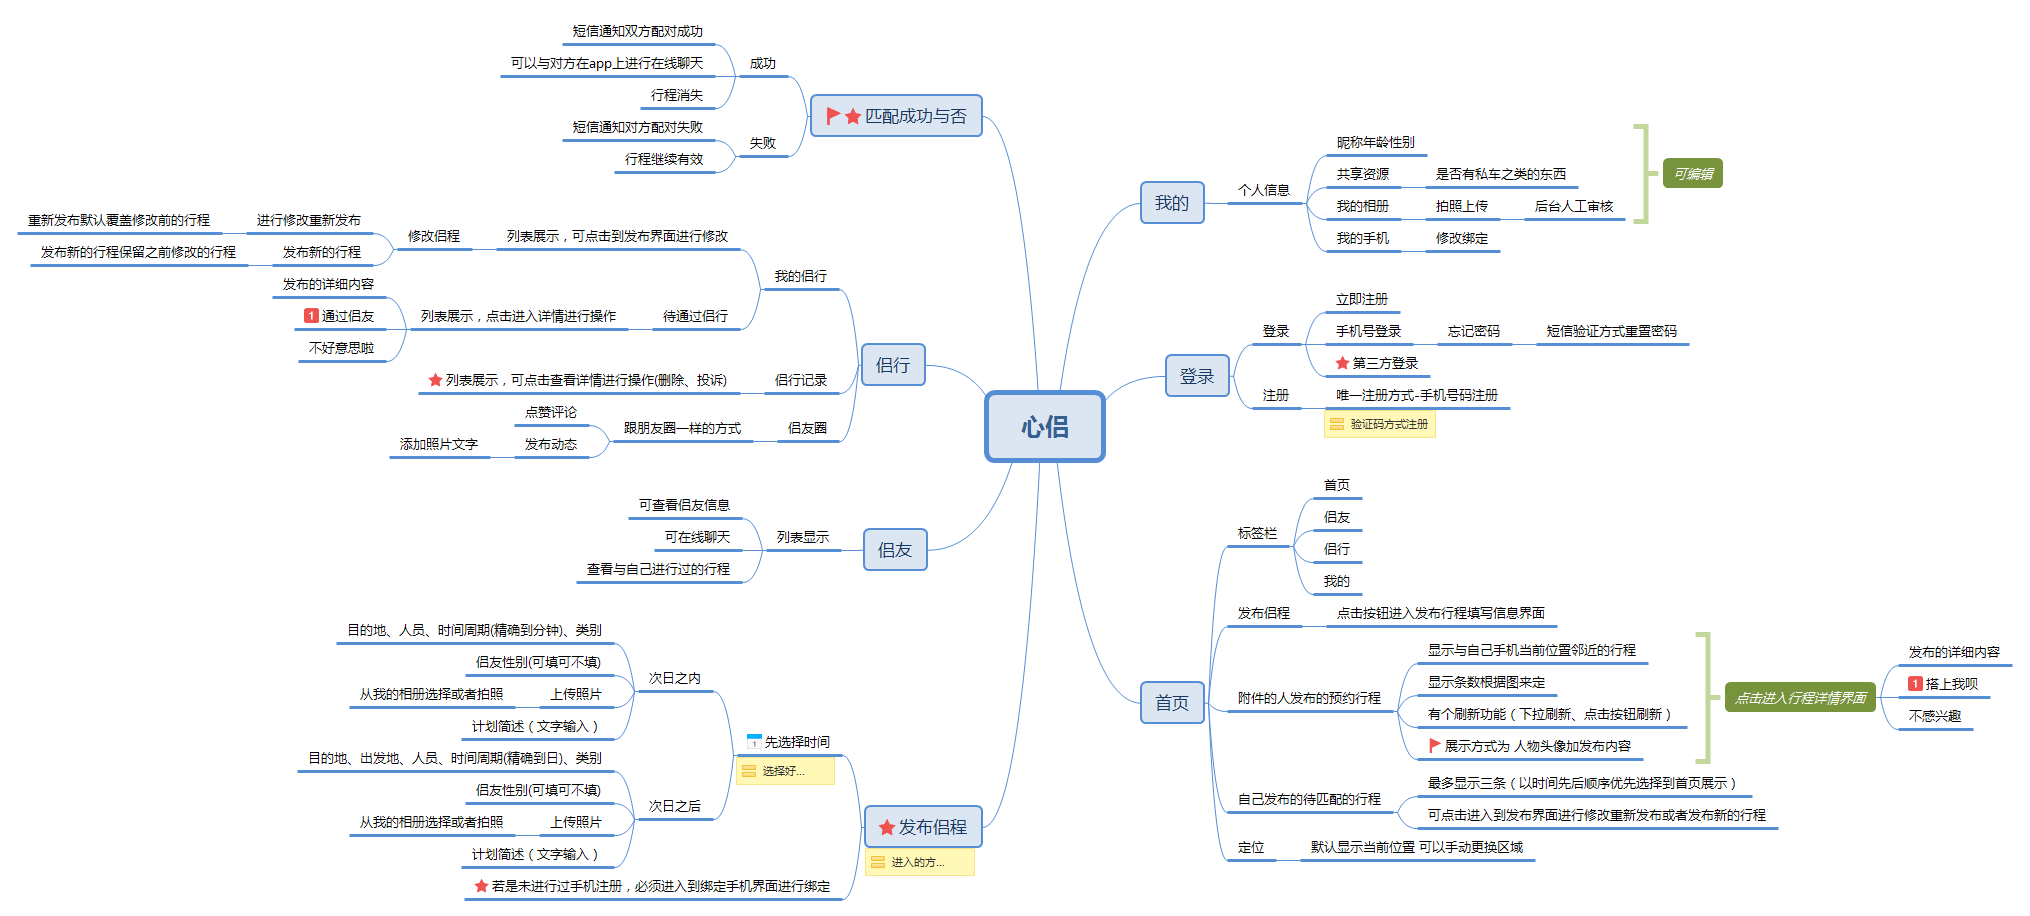 心侣
匹配成功与否
成功
短信通知双方配对成功
可以与对方在app上进行在线聊天
行程消失
失败
短信通知对方配对失败
行程继续有效
侣行
我的侣行
列表展示，可点击到发布界面进行修改
修改侣程
进行修改重新发布
重新发布默认覆盖修改前的行程
发布新的行程
发布新的行程保留之前修改的行程
待通过侣行
列表展示，点击进入详情进行操作
发布的详细内容
1 通过侣友
不好意思啦
侣行记录
列表展示，可点击查看详情进行操作(删除、投诉)
侣友圈
跟朋友圈一样的方式
点赞评论
发布动态
添加照片文字
侣友
列表显示
可查看侣友信息
可在线聊天
查看与自己进行过的行程
发布侣程
进入的方...
1 先选择时间
选择好...
次日之内
目的地、人员、时间周期(精确到分钟)、类别
侣友性别(可填可不填)
上传照片
从我的相册选择或者拍照
计划简述（文字输入）
次日之后
目的地、出发地、人员、时间周期(精确到日)、类别
侣友性别(可填可不填)
上传照片
从我的相册选择或者拍照
计划简述（文字输入）
若是未进行过手机注册，必须进入到绑定手机界面进行绑定
我的
个人信息
昵称年龄性别
共享资源
是否有私车之类的东西
我的相册
拍照上传
后台人工审核
我的手机
修改绑定
可编辑
登录
登录
立即注册
手机号登录
忘记密码
短信验证方式重置密码
第三方登录
注册
唯一注册方式-手机号码注册
验证码方式注册
首页
标签栏
首页
侣友
侣行
我的
发布侣程
点击按钮进入发布行程填写信息界面
附件的人发布的预约行程
显示与自己手机当前位置邻近的行程
显示条数根据图来定
有个刷新功能（下拉刷新、点击按钮刷新）
展示方式为 人物头像加发布内容
点击进入行程详情界面
发布的详细内容
1 搭上我呗
不感兴趣
自己发布的待匹配的行程
最多显示三条（以时间先后顺序优先选择到首页展示）
可点击进入到发布界面进行修改重新发布或者发布新的行程
定位
默认显示当前位置 可以手动更换区域